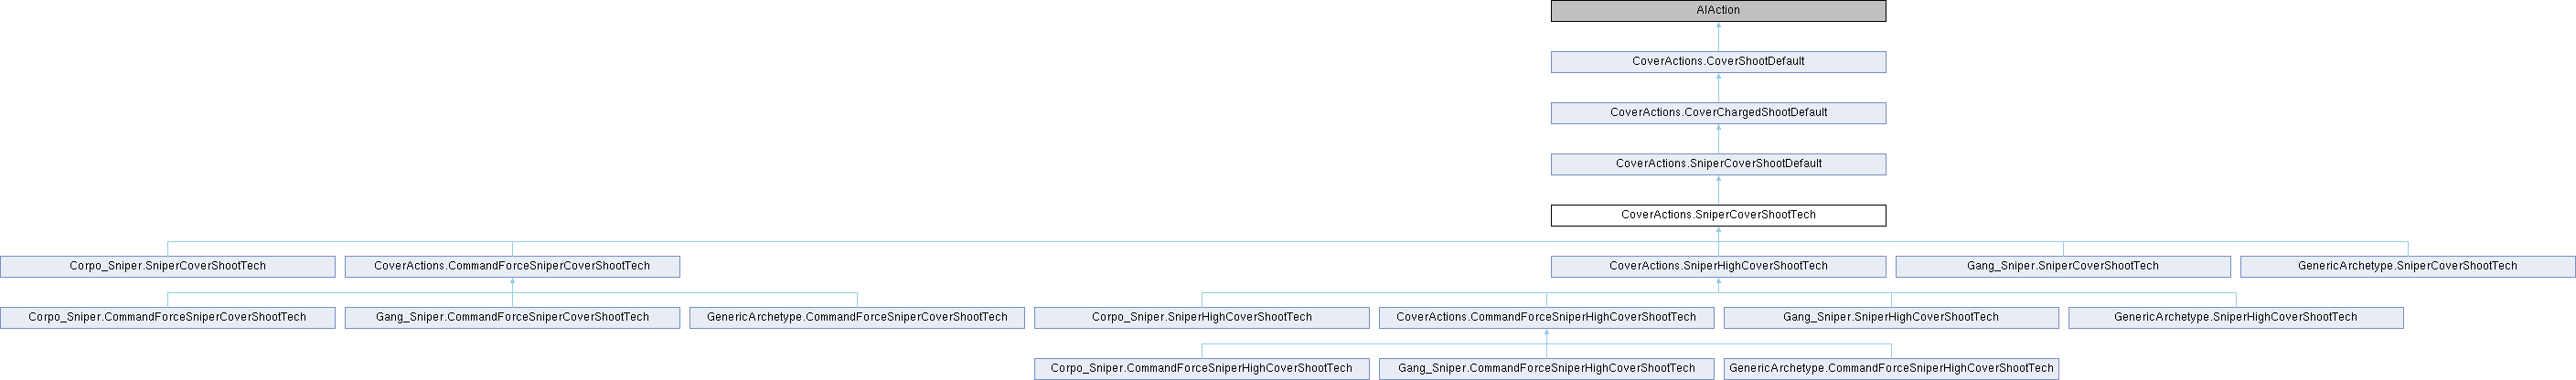 AIAction
CoverActions.CoverShootDefault
CoverActions.CoverChargedShootDefault
CoverActions.SniperCoverShootDefault
CoverActions.SniperCoverShootTech
Corpo_Sniper.SniperCoverShootTech
CoverActions.CommandForceSniperCoverShootTech
CoverActions.SniperHighCoverShootTech
Gang_Sniper.SniperCoverShootTech
GenericArchetype.SniperCoverShootTech
Corpo_Sniper.CommandForceSniperCoverShootTech
Gang_Sniper.CommandForceSniperCoverShootTech
GenericArchetype.CommandForceSniperCoverShootTech
Corpo_Sniper.SniperHighCoverShootTech
CoverActions.CommandForceSniperHighCoverShootTech
Gang_Sniper.SniperHighCoverShootTech
GenericArchetype.SniperHighCoverShootTech
Corpo_Sniper.CommandForceSniperHighCoverShootTech
Gang_Sniper.CommandForceSniperHighCoverShootTech
GenericArchetype.CommandForceSniperHighCoverShootTech